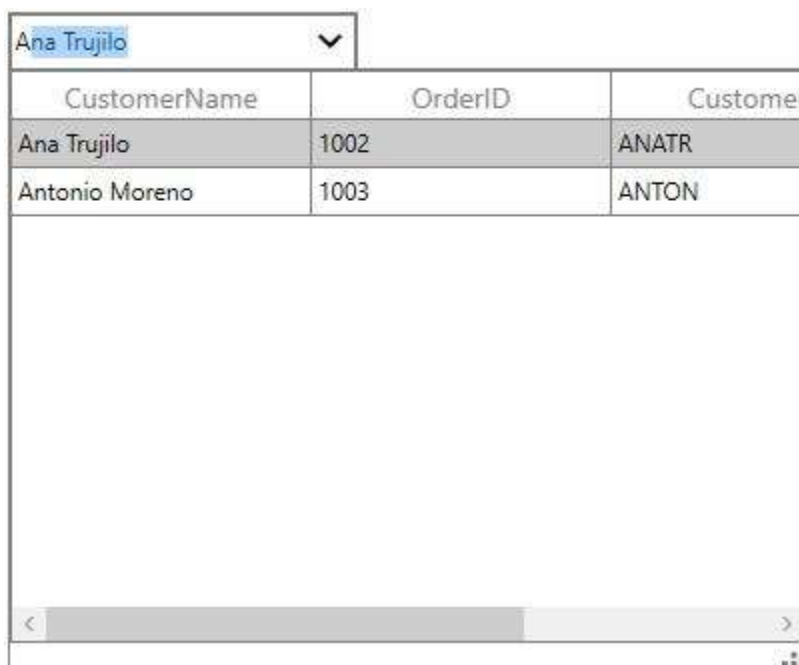 Ana Trujilo
CustomerName OrderID Custome
Ana Trujilo 1002 ANATR
Antonio Moreno 1003 ANTON